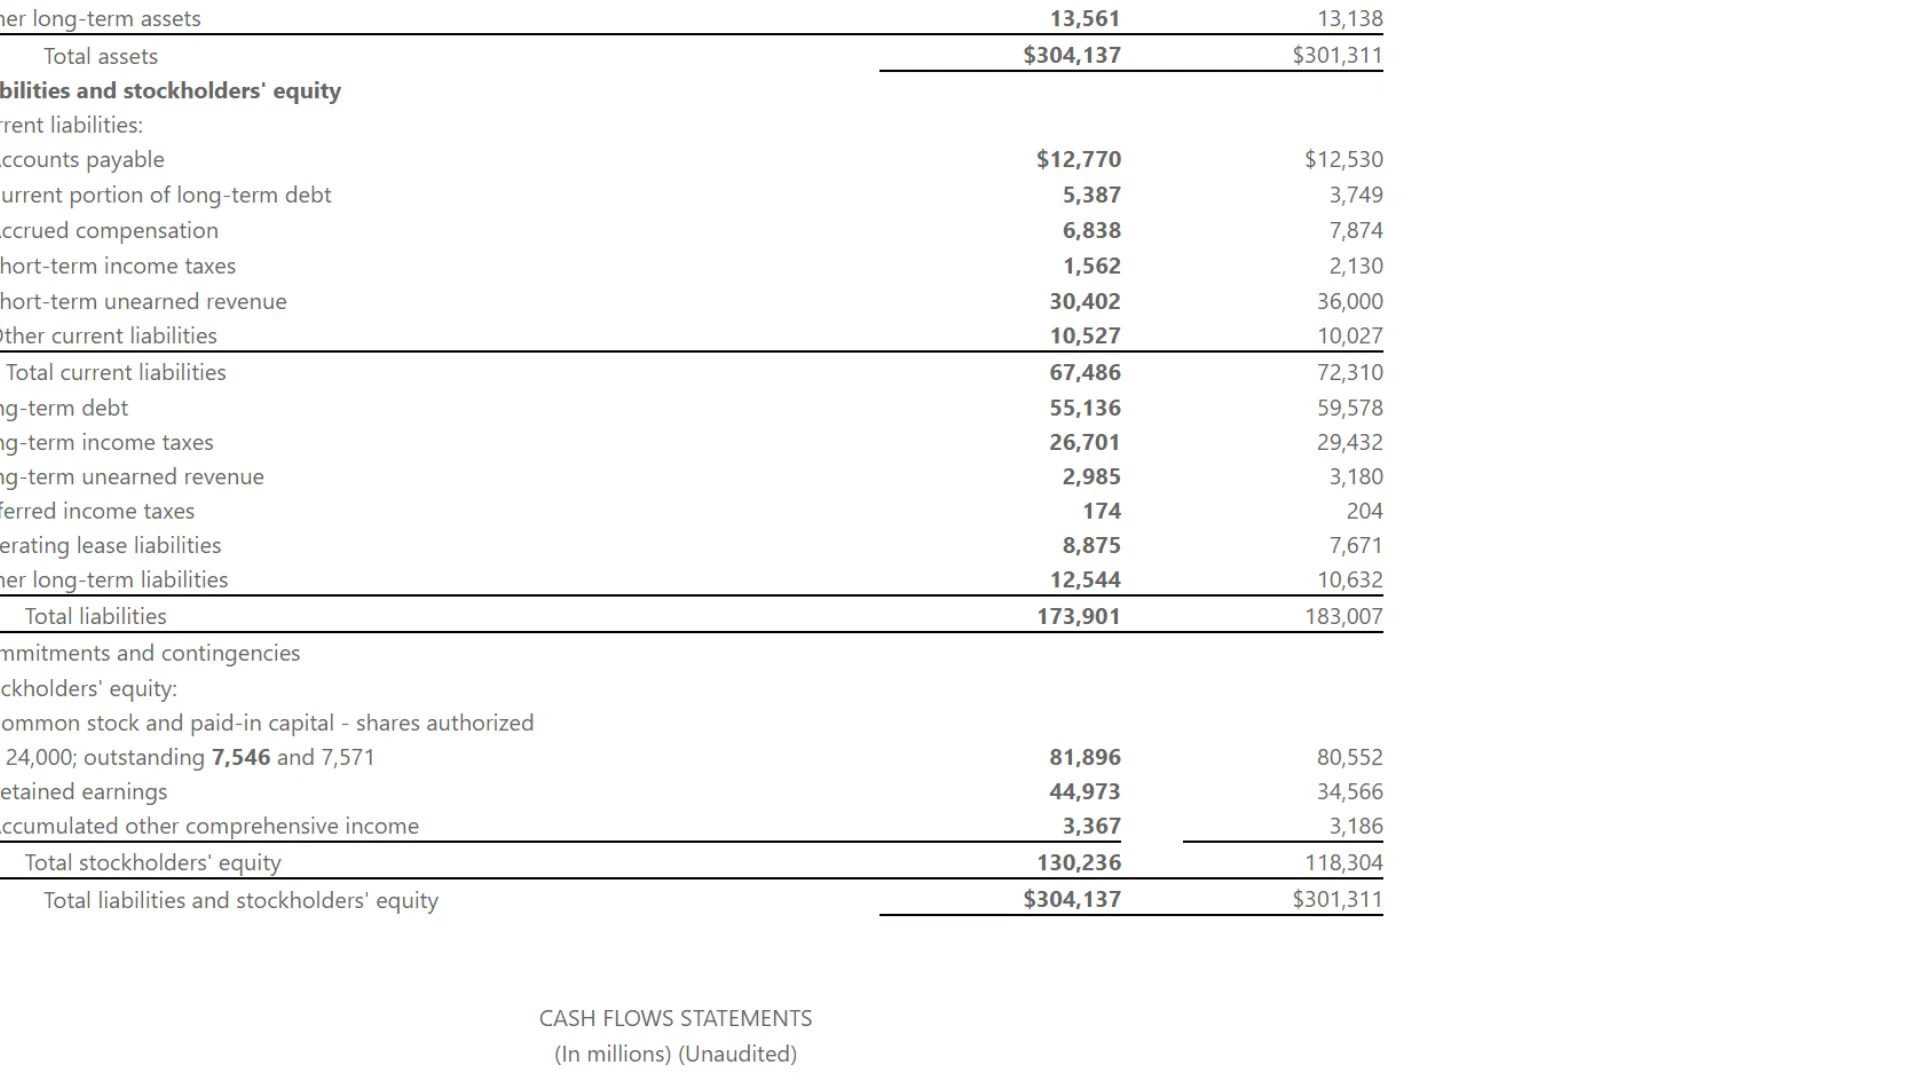 her long-term assets 13,561 13,138
Total assets $304,137 $301,311
bilities and stockholders' equity
rrent liabilities:
ccounts payable $12,770 $12,530
urrent portion of long-term debt 5,387 3,749
ccrued compensation 6,838 7,874
hort-term income taxes 1,562 2,130
hort-term unearned revenue 30,402 36,000
Other current liabilities 10,527 10,027
Total current liabilities 67,486 72,310
ng-term debt 55,136 59,578
ng-term income taxes 26,701 29,432
ng-term unearned revenue 2,985 3,180
ferred income taxes 174 204
erating lease liabilities 8,875 7,671
her long-term liabilities 12,544 10,632
Total liabilities 173,901 183,007
mmitments and contingencies
ckholders' equity:
ommon stock and paid-in capital - shares authorized
24,000; outstanding 7,546 and 7,571 81,896 80,552
etained earnings 44,973 34,566
ccumulated other comprehensive income 3,367 3,186
Total stockholders' equity 130,236 118,304
Total liabilities and stockholders' equity $304,137 $301,311
CASH FLOWS STATEMENTS
(In millions) (Unaudited)